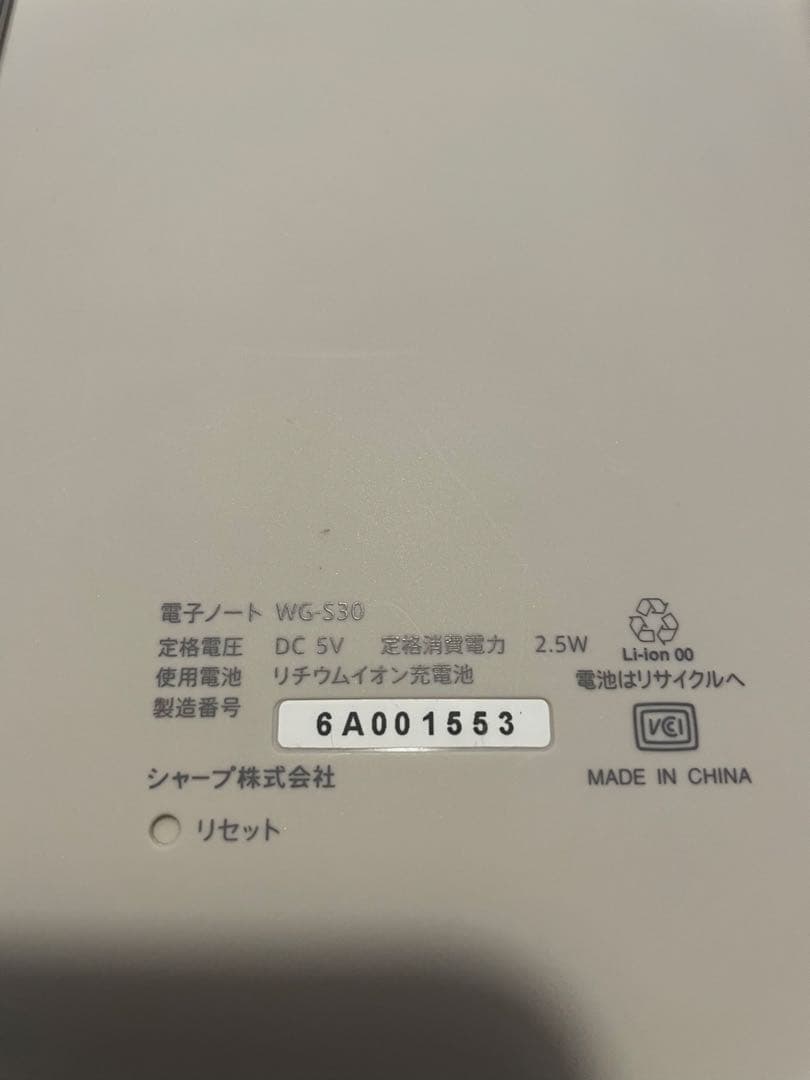 電子ノート WG-S30
定格電圧 DC 5V 定格消費電力 2.5W
使用電池 リチウムイオン充電池
製造番号 6A001553
シャープ株式会社
リセット
Li-ion 00
電池はリサイクルへ
VCI
MADE IN CHINA